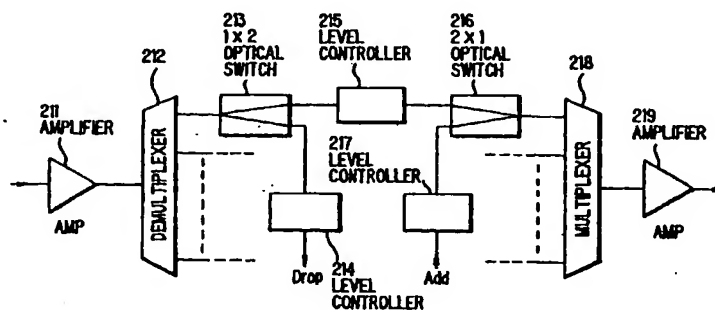 213
1 x 2
OPTICAL
SWITCH
215
LEVEL
CONTROLLER
216
2 x 1
OPTICAL
SWITCH
212
218
211
AMPLIFIER
219
AMPLIFIER
217
LEVEL
CONTROLLER
DEMULTIPLEXER
MULTIPLEXER
AMP
AMP
Drop
214
LEVEL
CONTROLLER
Add